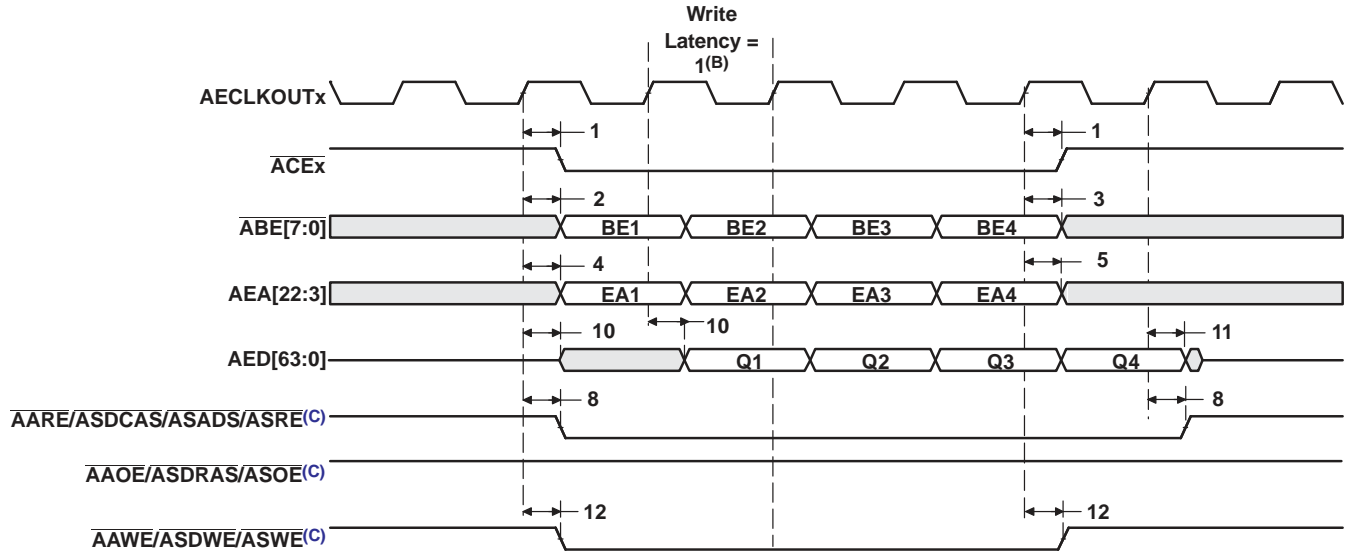 Write
Latency =
1(B)
AECLKOUTx
1 1
ACEx
2 3
ABE[7:0] BE1 BE2 BE3 BE4
4 5
AEA[22:3] EA1 EA2 EA3 EA4
10 10 11
AED[63:0] Q1 Q2 Q3 Q4
8 8
AARE/ASDCAS/ASADS/ASRE(C)
AAOE/ASDRAS/ASOE(C)
12 12
AAWE/ASDWE/ASWE(C)